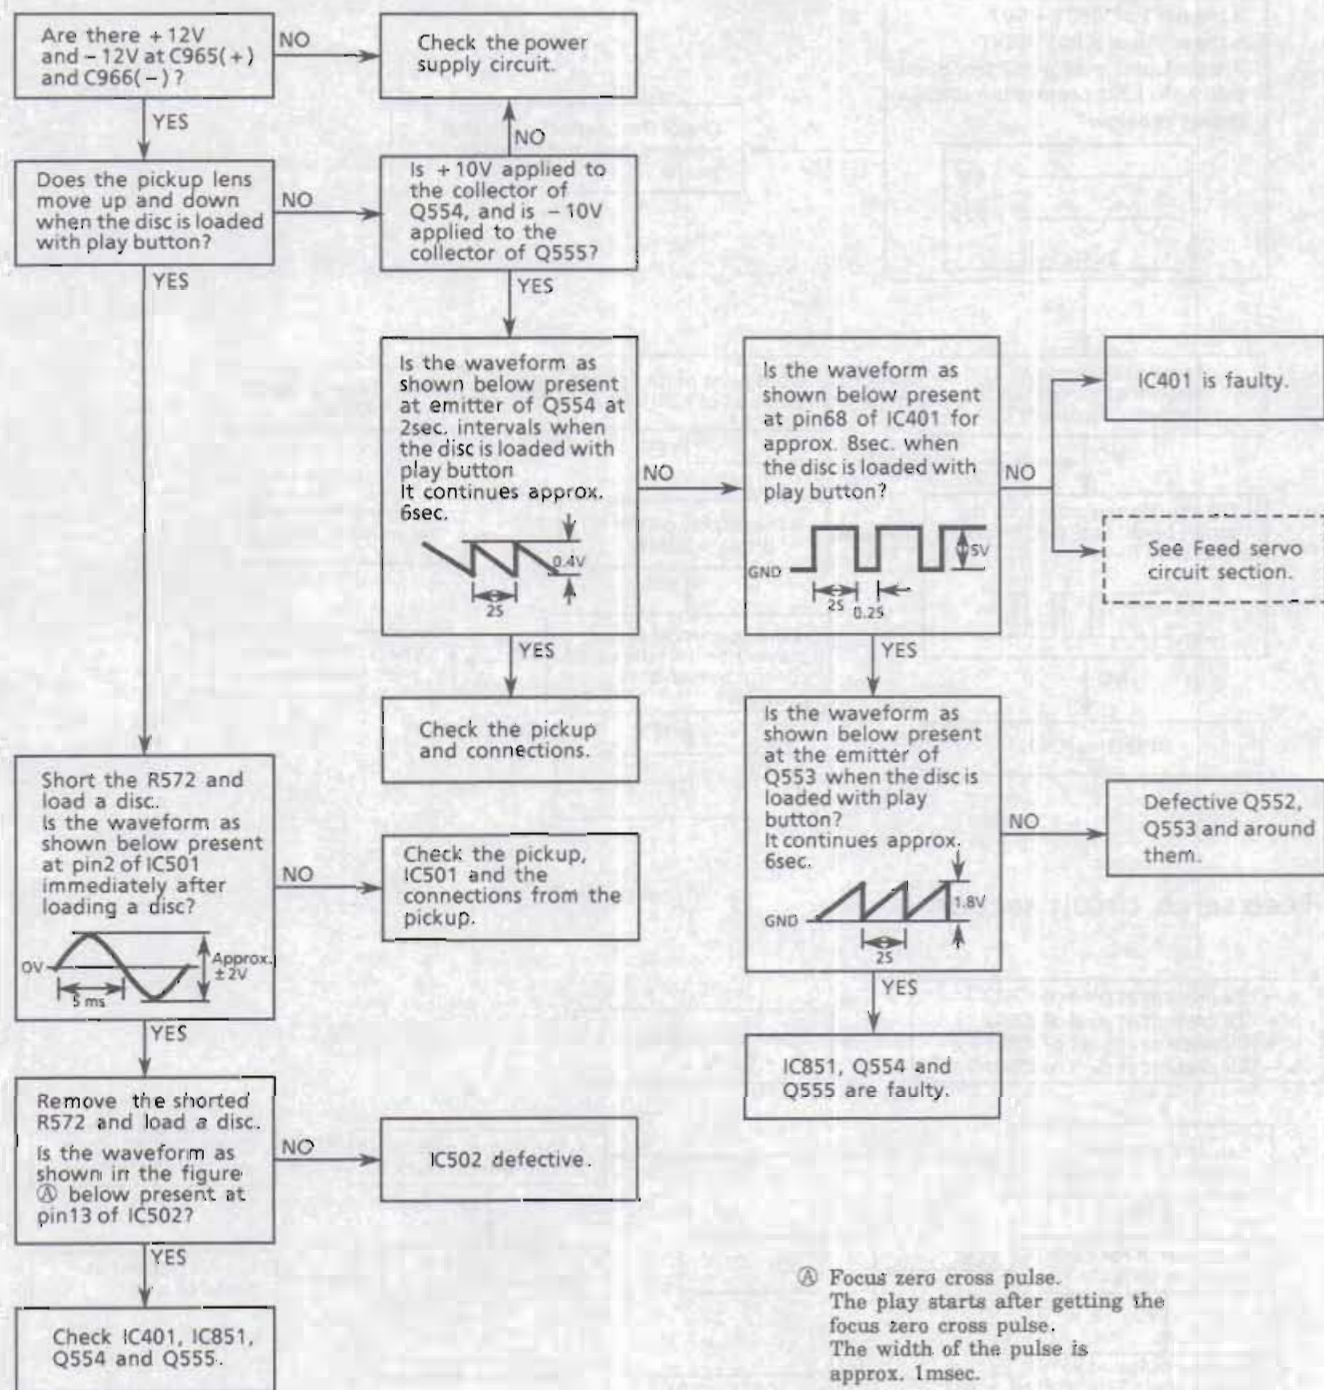 Are there +12V
and –12V at C965(+)
and C966(–)?
NO
Check the power
supply circuit.
YES
NO
Does the pickup lens
move up and down
when the disc is loaded
with play button?
NO
Is +10V applied to
the collector of
Q554, and is –10V
applied to the
collector of Q555?
YES
YES
Is the waveform as
shown below present
at emitter of Q554 at
2sec. intervals when
the disc is loaded with
play button
It continues approx.
6sec.
0.4V
2S
NO
Is the waveform as
shown below present
at pin68 of IC401 for
approx. 8sec. when
the disc is loaded with
play button?
GND
5V
2S
0.2S
NO
IC401 is faulty.
See Feed servo
circuit section.
YES
Check the pickup
and connections.
YES
Is the waveform as
shown below present
at the emitter of
Q553 when the disc is
loaded with play
button?
It continues approx.
6sec.
GND
1.8V
2S
NO
Defective Q552,
Q553 and around
them.
YES
IC851, Q554 and
Q555 are faulty.
Short the R572 and
load a disc.
Is the waveform as
shown below present
at pin2 of IC501
immediately after
loading a disc?
0V
Approx.
±2V
5 ms
NO
Check the pickup,
IC501 and the
connections from the
pickup.
YES
Remove the shorted
R572 and load a disc.
Is the waveform as
shown in the figure
Ⓐ below present at
pin13 of IC502?
NO
IC502 defective.
YES
Check IC401, IC851,
Q554 and Q555.
Ⓐ Focus zero cross pulse.
The play starts after getting the
focus zero cross pulse.
The width of the pulse is
approx. 1msec.